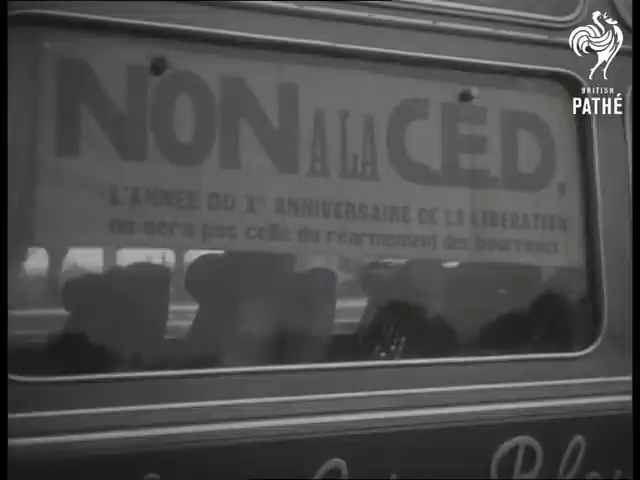 BRITISH
PATHÉ
NON A LA CED.
L'ANNEE DU Xe ANNIVERSAIRE DE LA LIBERATION
ne sera pas celle du rearmement des bourreaux!